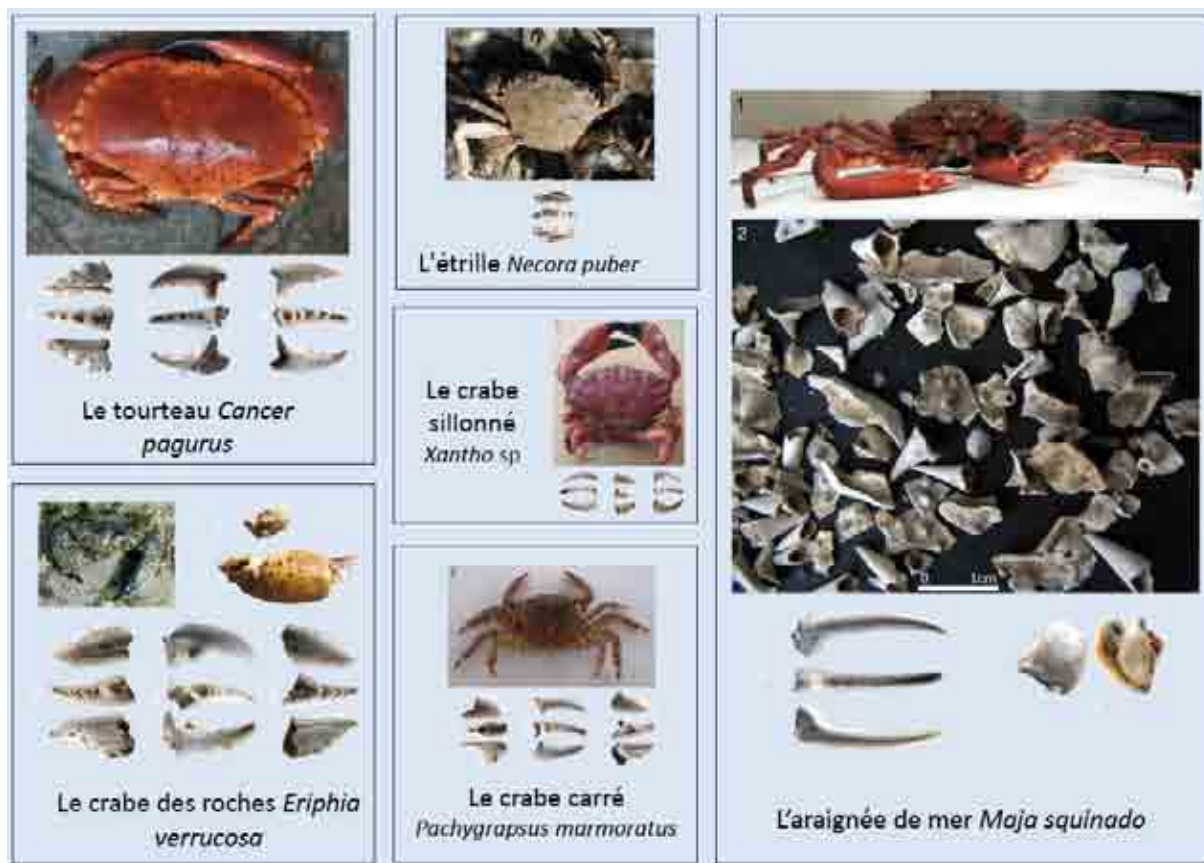 1
Le tourteau Cancer
pagurus
L'étrille Necora puber
Le crabe
sillonné
Xantho sp
Le crabe des roches Eriphia
verrucosa
Le crabe carré
Pachygrapsus marmoratus
1
2
0 1cm
L'araignée de mer Maja squinado